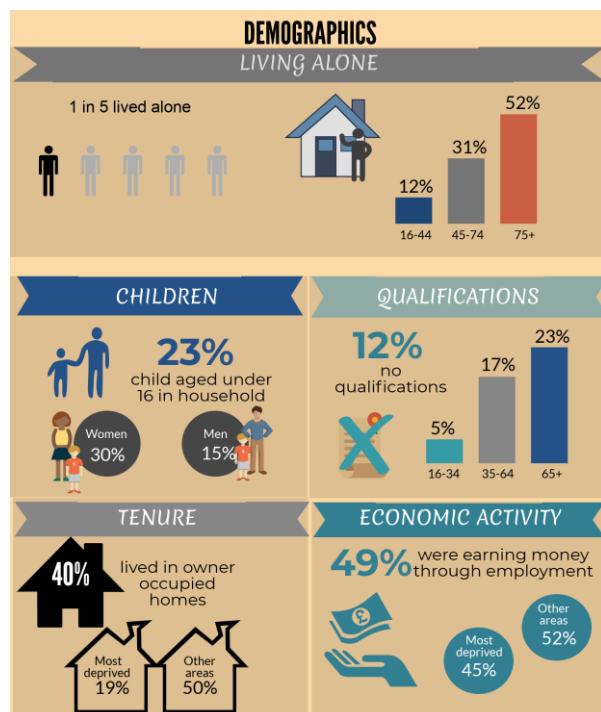 DEMOGRAPHICS
LIVING ALONE
1 in 5 lived alone
52%
31%
12%
16-44
45-74
75+
CHILDREN
23%
child aged under
16 in household
Women
30%
Men
15%
QUALIFICATIONS
12%
no
qualifications
23%
17%
5%
16-34
35-64
65+
TENURE
40%
lived in owner
occupied
homes
Most
deprived
19%
Other
areas
50%
ECONOMIC ACTIVITY
49% were earning money
through employment
£
Most
deprived
45%
Other
areas
52%